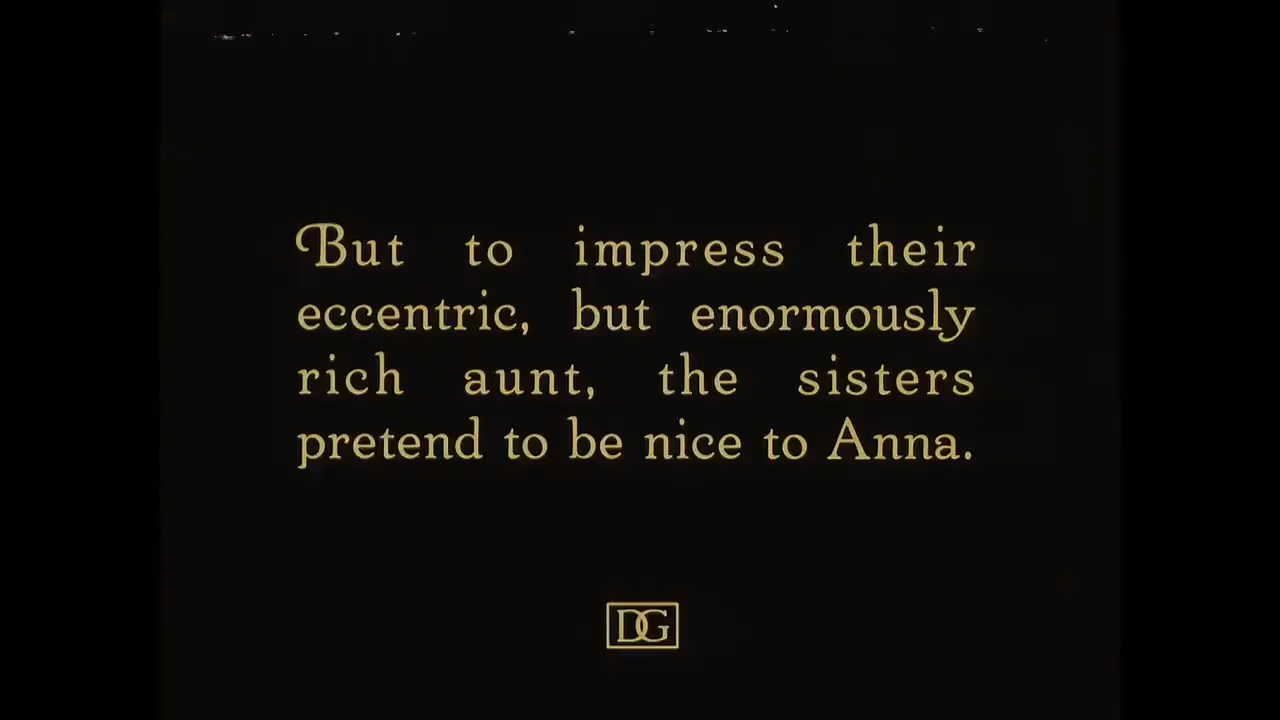 But to impress their
eccentric, but enormously
rich aunt, the sisters
pretend to be nice to Anna.
DG